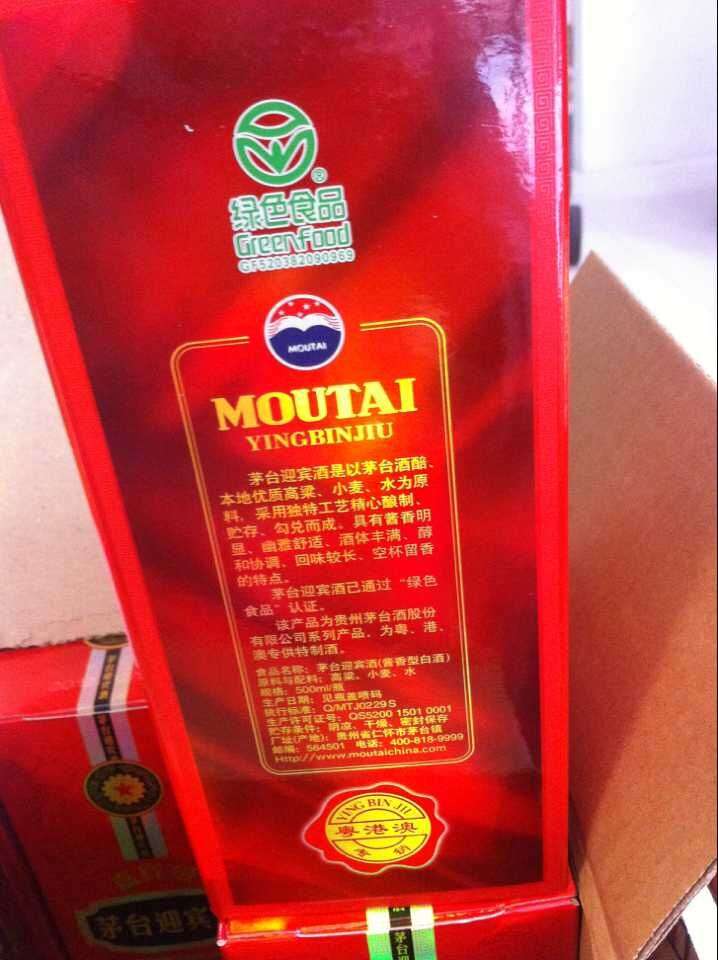 绿色食品
®
Greenfood
GF520382090969
MOUTAI
MOUTAI
YINGBINJIU
茅台迎宾酒是以茅台酒醅、
本地优质高粱、小麦、水为原
料，采用独特工艺精心酿制、
贮存、勾兑而成。具有酱香明
显、幽雅舒适、酒体丰满、醇
和协调、回味较长、空杯留香
的特点。
茅台迎宾酒已通过“绿色
食品”认证。
该产品为贵州茅台酒股份
有限公司系列产品，为粤、港、
澳专供特制酒。
食品名称：茅台迎宾酒(酱香型白酒)
原料与配料：高粱、小麦、水
规格：500ml/瓶
生产日期：见瓶盖喷码
执行标准：Q/MTJ0229S
生产许可证号：QS5200 1501 0001
贮存条件：阴凉、干燥、密封保存
厂址(产地)：贵州省仁怀市茅台镇
邮编：564501 电话：400-818-9999
Http://www.moutaichina.com
YING BIN JIU
粤港澳
专销
茅台迎宾
茅台迎